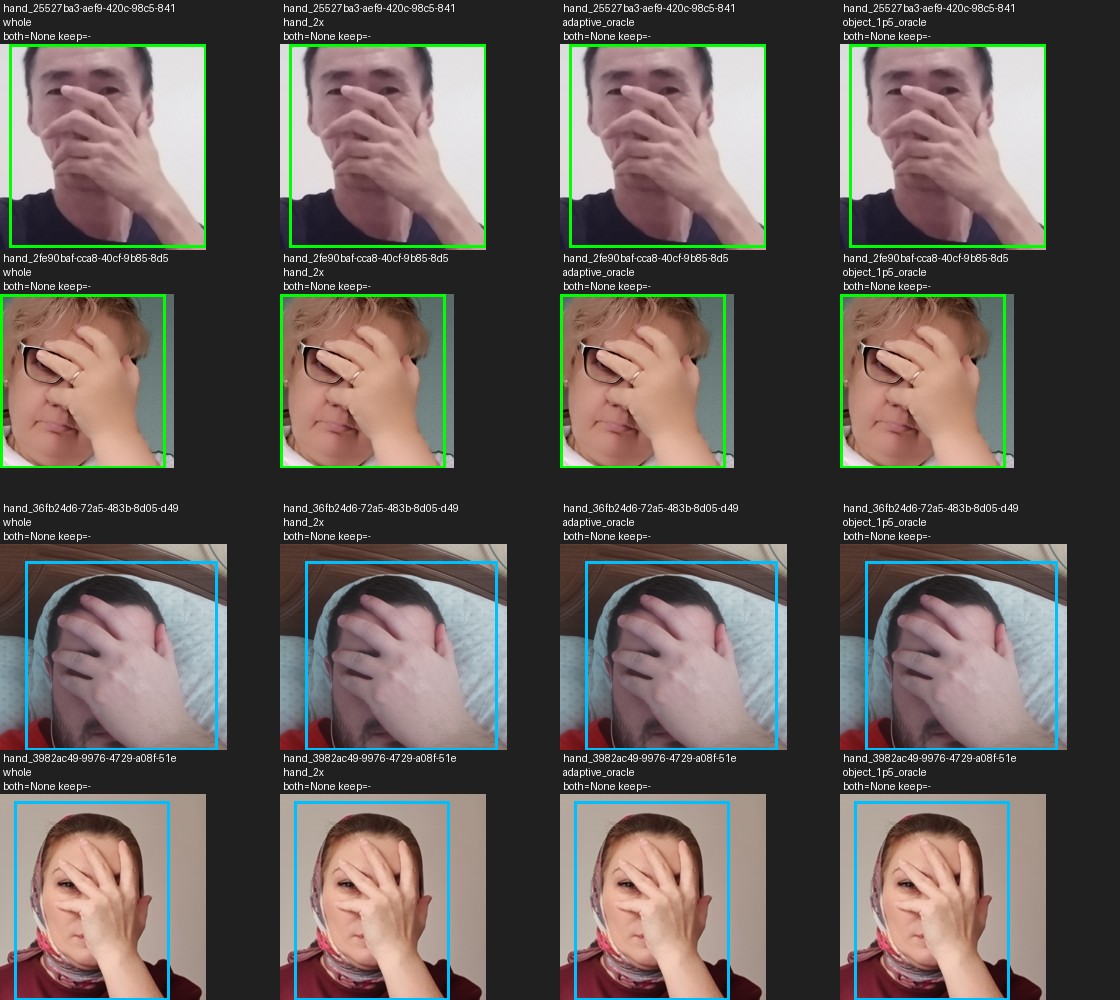 hand_25527ba3-aef9-420c-98c5-841 hand_25527ba3-aef9-420c-98c5-841 hand_25527ba3-aef9-420c-98c5-841 hand_25527ba3-aef9-420c-98c5-841
whole hand_2x adaptive_oracle object_1p5_oracle
both=None keep=- both=None keep=- both=None keep=- both=None keep=-
hand_2fe90baf-cca8-40cf-9b85-8d5 hand_2fe90baf-cca8-40cf-9b85-8d5 hand_2fe90baf-cca8-40cf-9b85-8d5 hand_2fe90baf-cca8-40cf-9b85-8d5
whole hand_2x adaptive_oracle object_1p5_oracle
both=None keep=- both=None keep=- both=None keep=- both=None keep=-
hand_36fb24d6-72a5-483b-8d05-d49 hand_36fb24d6-72a5-483b-8d05-d49 hand_36fb24d6-72a5-483b-8d05-d49 hand_36fb24d6-72a5-483b-8d05-d49
whole hand_2x adaptive_oracle object_1p5_oracle
both=None keep=- both=None keep=- both=None keep=- both=None keep=-
hand_3982ac49-9976-4729-a08f-51e hand_3982ac49-9976-4729-a08f-51e hand_3982ac49-9976-4729-a08f-51e hand_3982ac49-9976-4729-a08f-51e
whole hand_2x adaptive_oracle object_1p5_oracle
both=None keep=- both=None keep=- both=None keep=- both=None keep=-